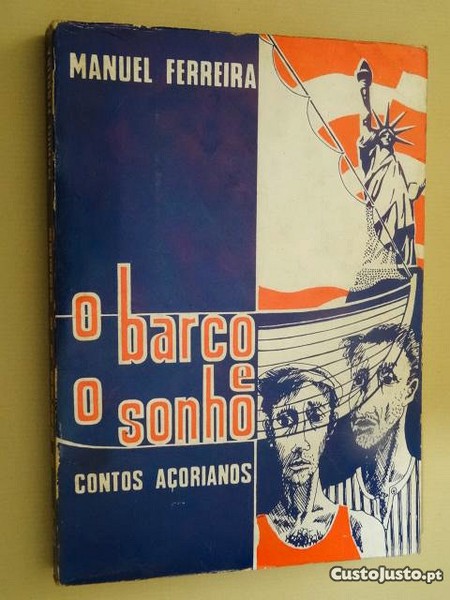 MANUEL FERREIRA
o barco e
o sonho
CONTOS AÇORIANOS
CustoJusto.pt